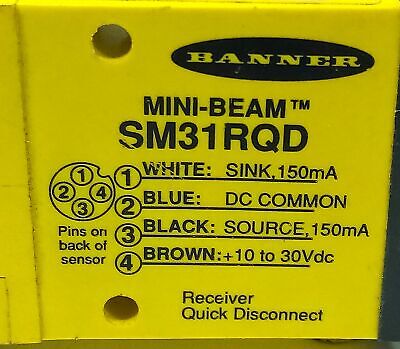 BANNER
MINI-BEAM™
SM31RQD
1 WHITE: SINK,150mA
2 BLUE: DC COMMON
3 BLACK: SOURCE,150mA
4 BROWN:+10 to 30Vdc
1
2 4
3
Pins on
back of
sensor
Receiver
Quick Disconnect